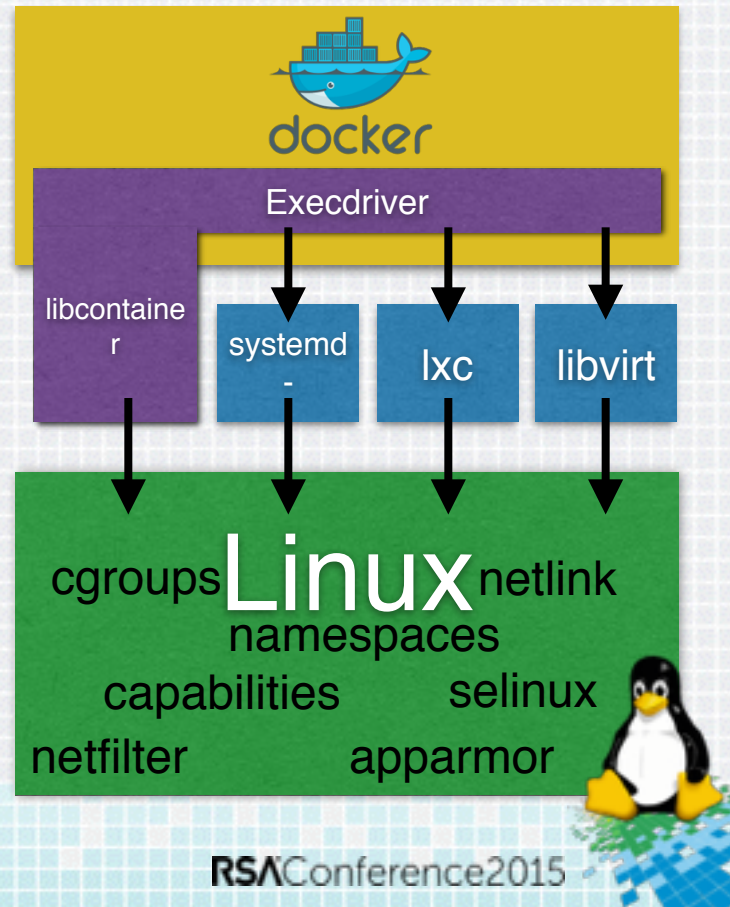 docker
Execdriver
libcontaine
r
systemd
-
lxc
libvirt
Linux
cgroups
netlink
namespaces
capabilities
selinux
netfilter
apparmor
RSAConference2015